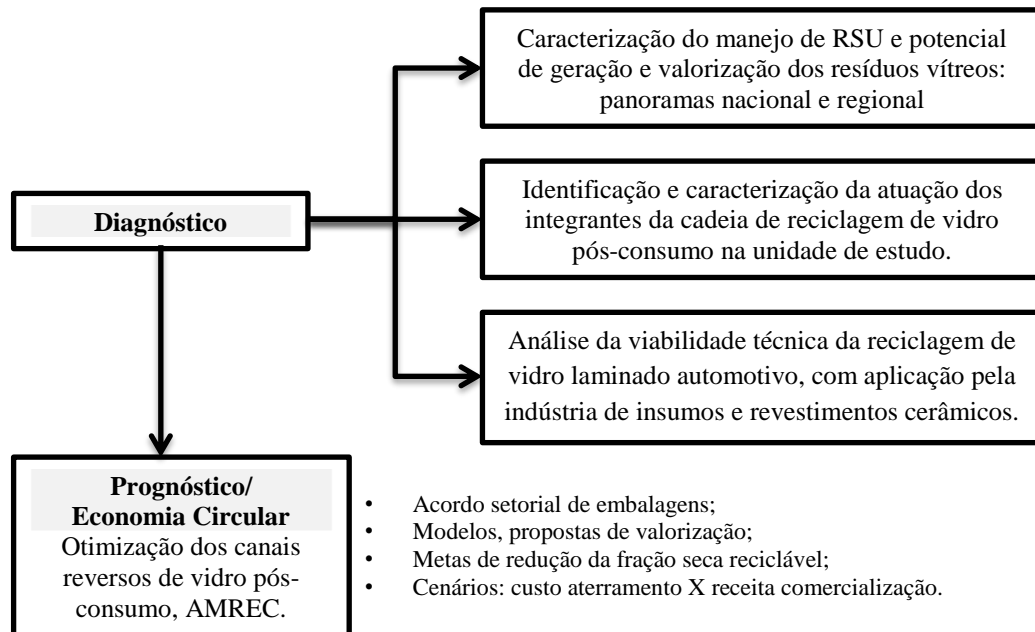 Caracterização do manejo de RSU e potencial
de geração e valorização dos resíduos vítreos:
panoramas nacional e regional
Diagnóstico
Identificação e caracterização da atuação dos
integrantes da cadeia de reciclagem de vidro
pós-consumo na unidade de estudo.
Análise da viabilidade técnica da reciclagem de
vidro laminado automotivo, com aplicação pela
indústria de insumos e revestimentos cerâmicos.
Prognóstico/
Economia Circular
Otimização dos canais
reversos de vidro pós-
consumo, AMREC.
• Acordo setorial de embalagens;
• Modelos, propostas de valorização;
• Metas de redução da fração seca reciclável;
• Cenários: custo aterramento X receita comercialização.